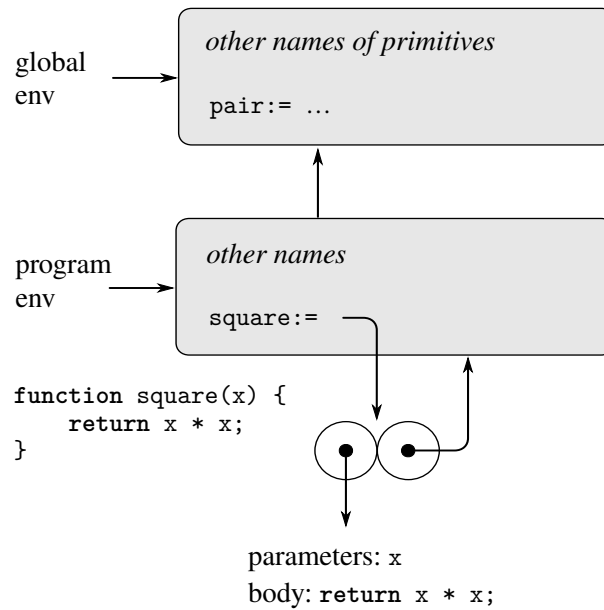 other names of primitives
global
env
pair:= ...
other names
program
env
square:=
function square(x) {
    return x * x;
}
parameters: x
body: return x * x;